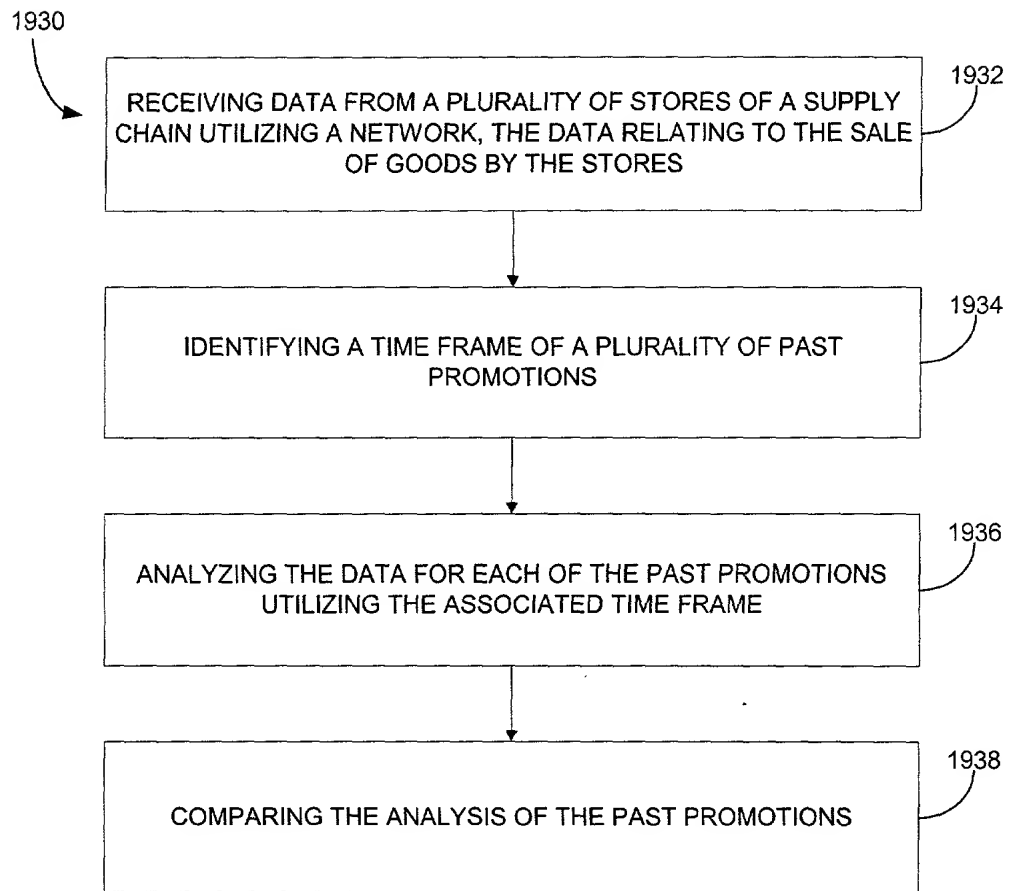 1930
1932
RECEIVING DATA FROM A PLURALITY OF STORES OF A SUPPLY
CHAIN UTILIZING A NETWORK, THE DATA RELATING TO THE SALE
OF GOODS BY THE STORES
1934
IDENTIFYING A TIME FRAME OF A PLURALITY OF PAST
PROMOTIONS
1936
ANALYZING THE DATA FOR EACH OF THE PAST PROMOTIONS
UTILIZING THE ASSOCIATED TIME FRAME
1938
COMPARING THE ANALYSIS OF THE PAST PROMOTIONS